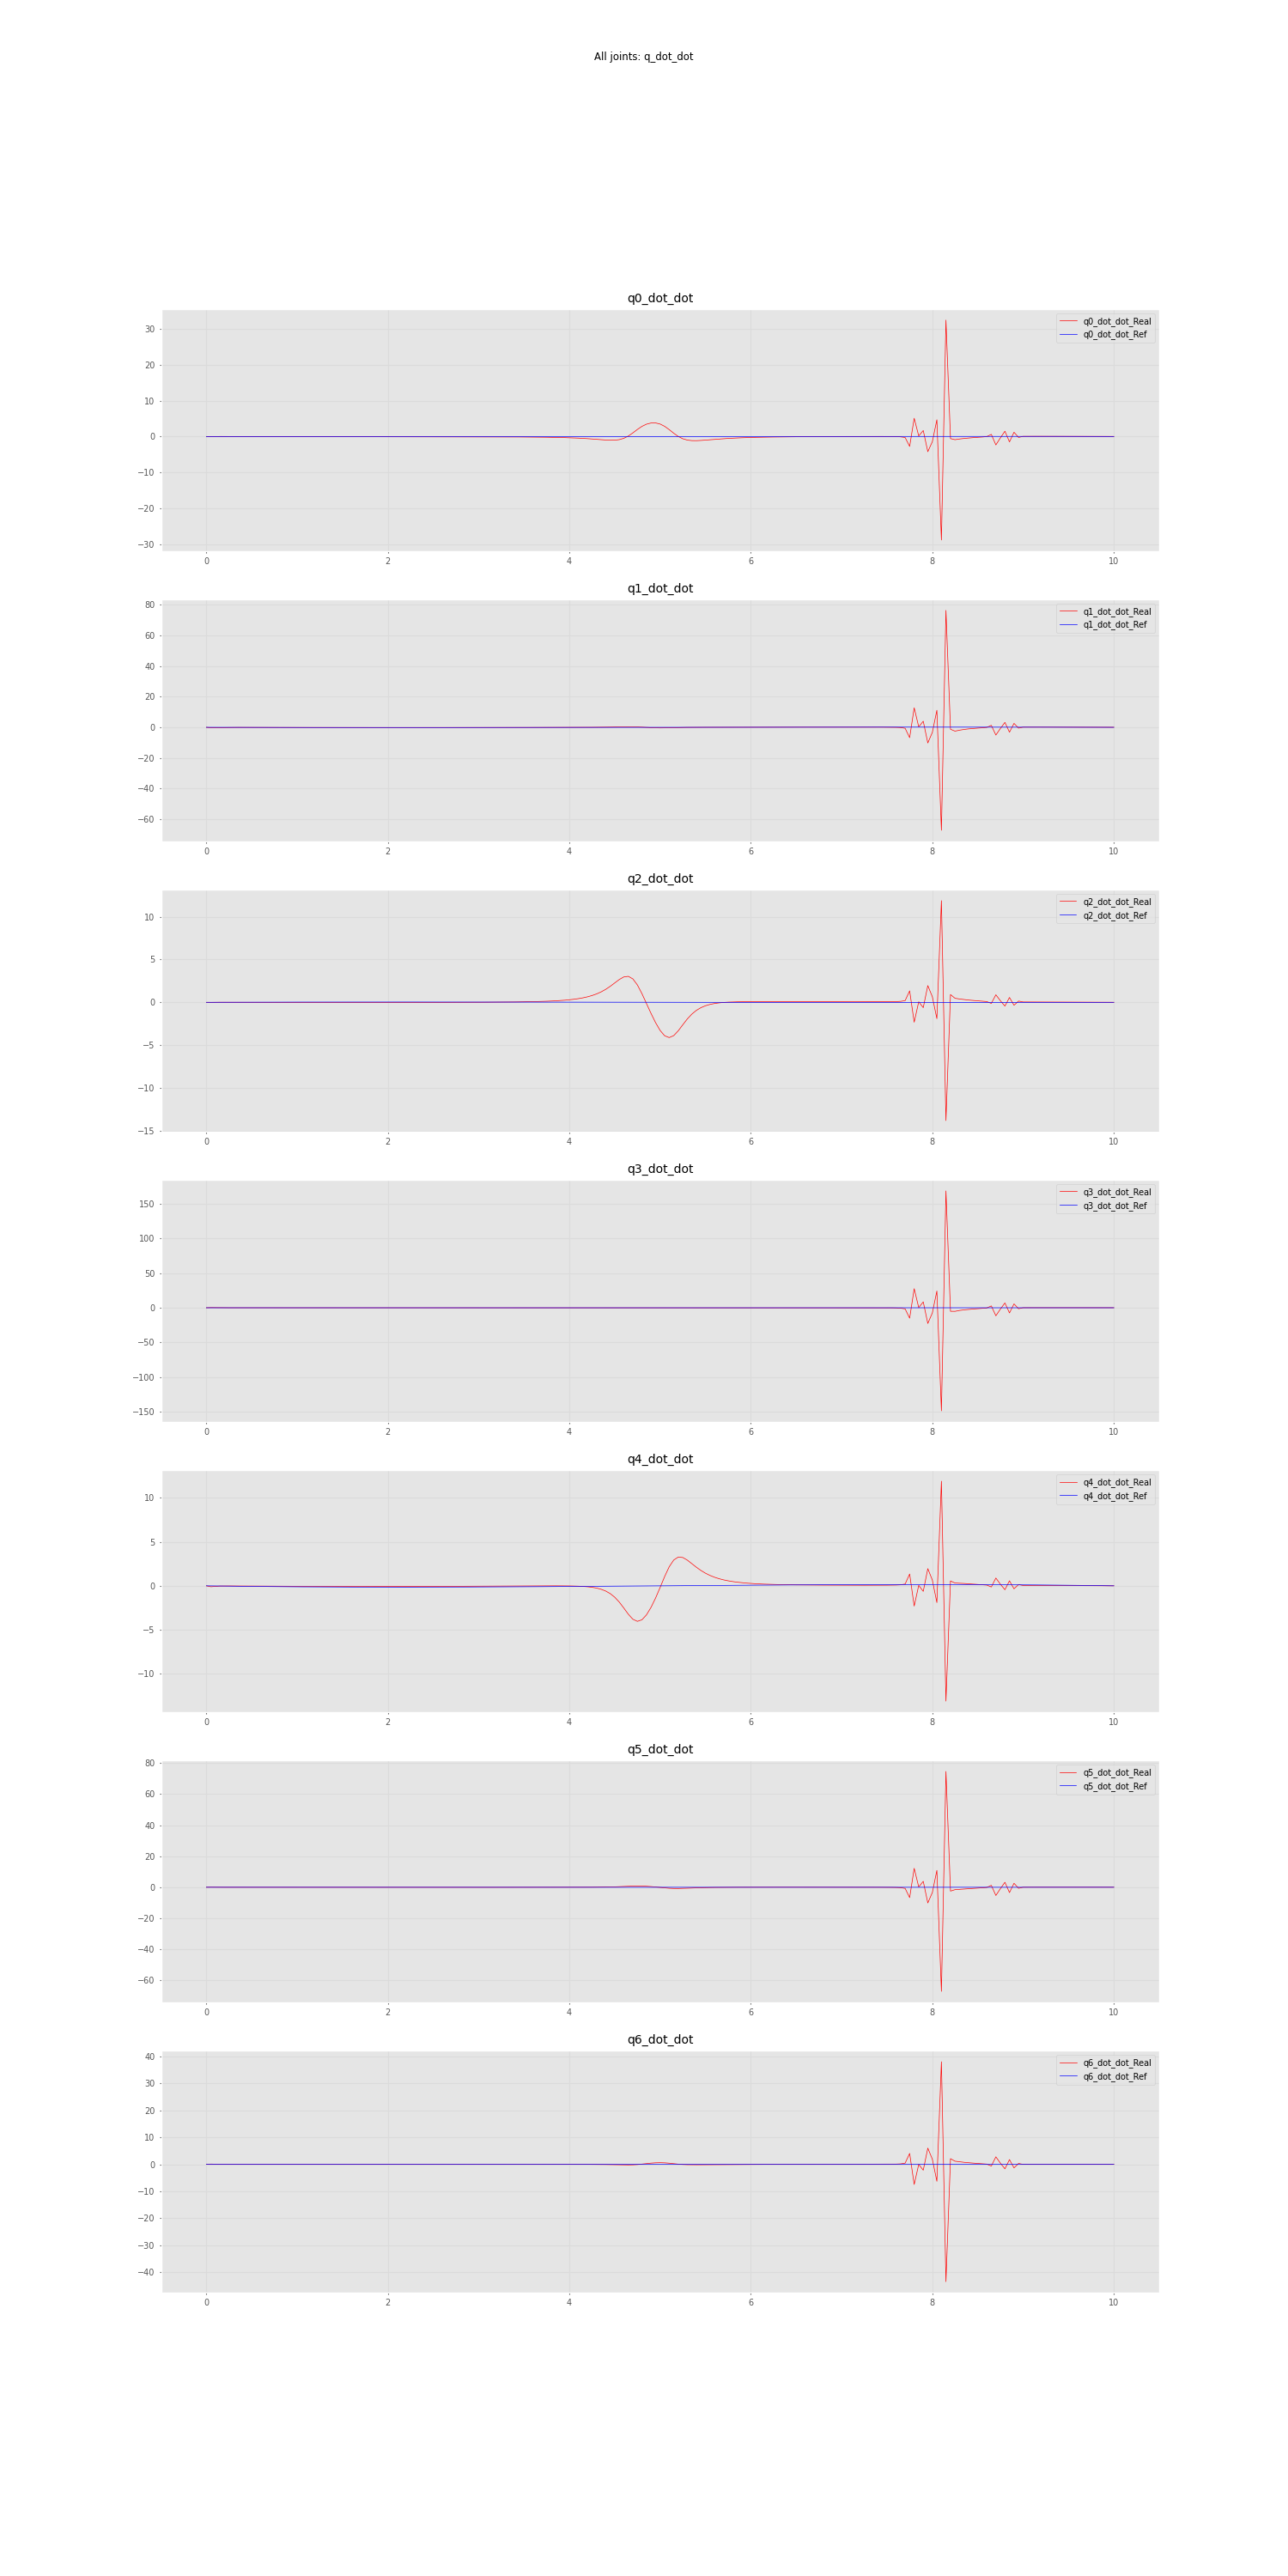 All joints: q_dot_dot
q0_dot_dot
q0_dot_dot_Real
q0_dot_dot_Ref
30
20
10
0
−10
−20
−30
0 2 4 6 8 10
q1_dot_dot
q1_dot_dot_Real
q1_dot_dot_Ref
80
60
40
20
0
−20
−40
−60
0 2 4 6 8 10
q2_dot_dot
q2_dot_dot_Real
q2_dot_dot_Ref
10
5
0
−5
−10
−15
0 2 4 6 8 10
q3_dot_dot
q3_dot_dot_Real
q3_dot_dot_Ref
150
100
50
0
−50
−100
−150
0 2 4 6 8 10
q4_dot_dot
q4_dot_dot_Real
q4_dot_dot_Ref
10
5
0
−5
−10
0 2 4 6 8 10
q5_dot_dot
q5_dot_dot_Real
q5_dot_dot_Ref
80
60
40
20
0
−20
−40
−60
0 2 4 6 8 10
q6_dot_dot
q6_dot_dot_Real
q6_dot_dot_Ref
40
30
20
10
0
−10
−20
−30
−40
0 2 4 6 8 10